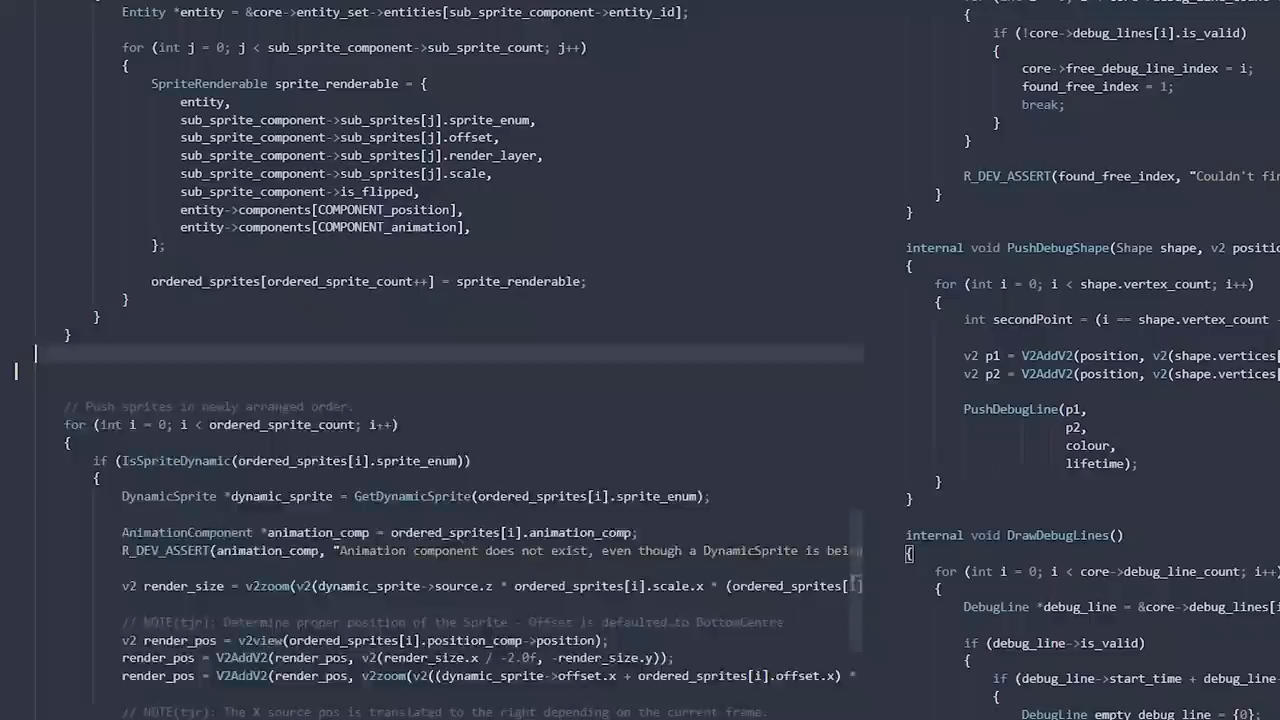 Entity *entity = &core->entity_set->entities[sub_sprite_component->entity_id];
for (int j = 0; j < sub_sprite_component->sub_sprite_count; j++)
{
SpriteRenderable sprite_renderable = {
entity,
sub_sprite_component->sub_sprites[j].sprite_enum,
sub_sprite_component->sub_sprites[j].offset,
sub_sprite_component->sub_sprites[j].render_layer,
sub_sprite_component->sub_sprites[j].scale,
sub_sprite_component->is_flipped,
entity->components[COMPONENT_position],
entity->components[COMPONENT_animation],
};
ordered_sprites[ordered_sprite_count++] = sprite_renderable;
}
}
}
// Push sprites in newly arranged order.
for (int i = 0; i < ordered_sprite_count; i++)
{
if (IsSpriteDynamic(ordered_sprites[i].sprite_enum))
{
DynamicSprite *dynamic_sprite = GetDynamicSprite(ordered_sprites[i].sprite_enum);
AnimationComponent *animation_comp = ordered_sprites[i].animation_comp;
R_DEV_ASSERT(animation_comp, "Animation component does not exist, even though a DynamicSprite is bein
v2 render_size = v2zoom(v2(dynamic_sprite->source.z * ordered_sprites[i].scale.x * (ordered_sprites[i]
// NOTE(tjr): Determine proper position of the Sprite - Offset is defaulted to BottomCentre
v2 render_pos = v2view(ordered_sprites[i].position_comp->position);
render_pos = V2AddV2(render_pos, v2(render_size.x / -2.0f, -render_size.y));
render_pos = V2AddV2(render_pos, v2zoom(v2((dynamic_sprite->offset.x + ordered_sprites[i].offset.x) *
// NOTE(tjr): The X source pos is translated to the right depending on the current frame.
{
if (!core->debug_lines[i].is_valid)
{
core->free_debug_line_index = i;
found_free_index = 1;
break;
}
}
R_DEV_ASSERT(found_free_index, "Couldn't fin
}
}
internal void PushDebugShape(Shape shape, v2 positio
{
for (int i = 0; i < shape.vertex_count; i++)
{
int secondPoint = (i == shape.vertex_count -
v2 p1 = V2AddV2(position, v2(shape.vertices[
v2 p2 = V2AddV2(position, v2(shape.vertices[
PushDebugLine(p1,
p2,
colour,
lifetime);
}
}
internal void DrawDebugLines()
{
for (int i = 0; i < core->debug_line_count; i++)
{
DebugLine *debug_line = &core->debug_lines[i
if (debug_line->is_valid)
{
if (debug_line->start_time + debug_line-
{
DebugLine empty_debug_line = {0};